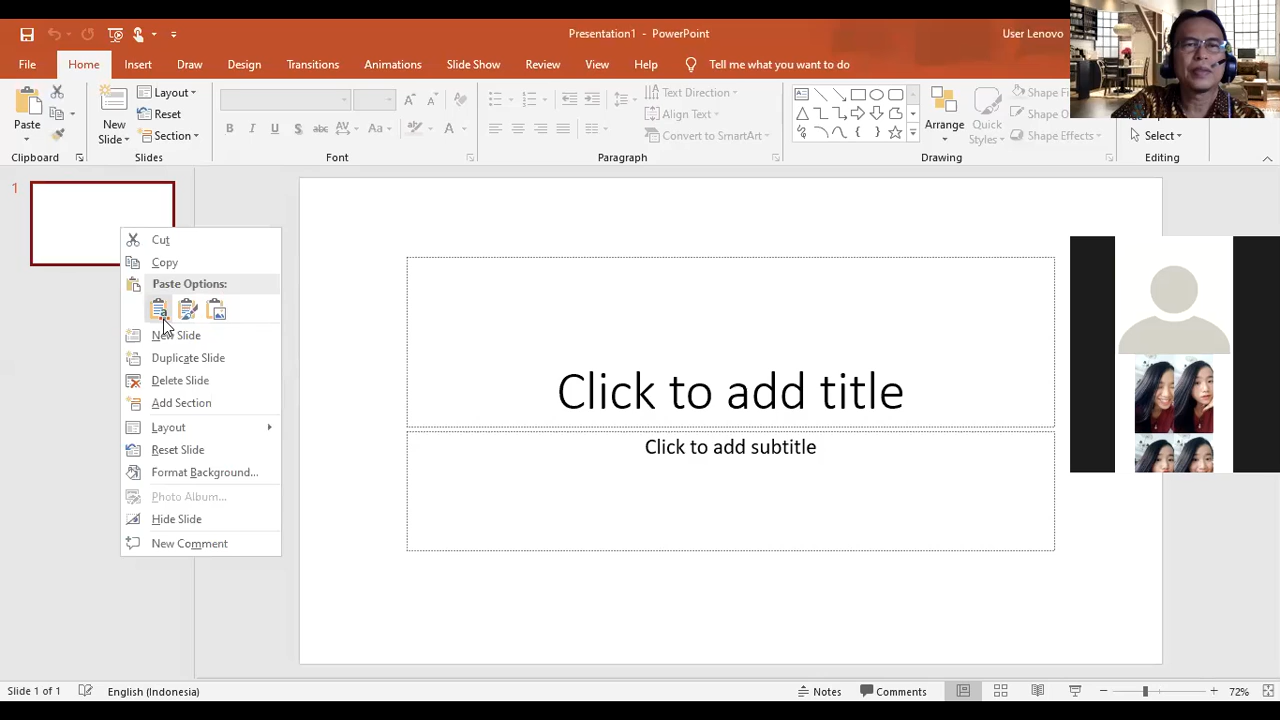 Presentation1 - PowerPoint
User Lenovo
File Home Insert Draw Design Transitions Animations Slide Show Review View Help Tell me what you want to do
Paste
Clipboard
New
Slide
Layout
Reset
Section
Slides
B I U S abc AV Aa A
Font
Text Direction
Align Text
Convert to SmartArt
Paragraph
Arrange
Quick
Styles
Shape Effects
Drawing
Select
Editing
1
Cut
Copy
Paste Options:
New Slide
Duplicate Slide
Delete Slide
Add Section
Layout
Reset Slide
Format Background...
Photo Album...
Hide Slide
New Comment
Click to add title
Click to add subtitle
Slide 1 of 1
English (Indonesia)
Notes
Comments
72%